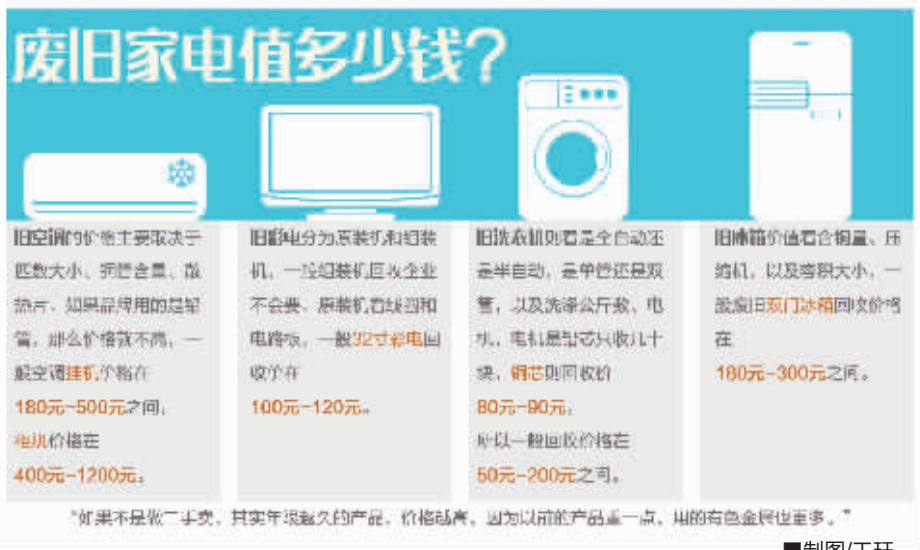 废旧家电值多少钱?
旧空调的价格主要取决于
匹数大小、铜管含量、散
热片，如果品牌用的是铝
管，那么价格就不高，一
般空调挂机价格在
180元-500元之间，
柜机价格在
400元-1200元。
旧彩电分为原装机和组装
机，一般组装机回收企业
不会要，原装机看线圈和
电路板，一般32寸彩电回
收价在
100元-120元。
旧洗衣机则看是全自动还
是半自动，是单管还是双
管，以及洗涤公斤数、电
机，电机是铝芯只收几十
块，铜芯则回收价
80元-90元，
所以一般回收价格在
50元-200元之间。
旧冰箱价值看含铜量、压
缩机，以及容积大小，一
般废旧双门冰箱回收价格
在
180元-300元之间。
“如果不是做二手卖，其实年限越久的产品，价格越高，因为以前的产品重一点，用的有色金属也更多。”
■制图/王珏